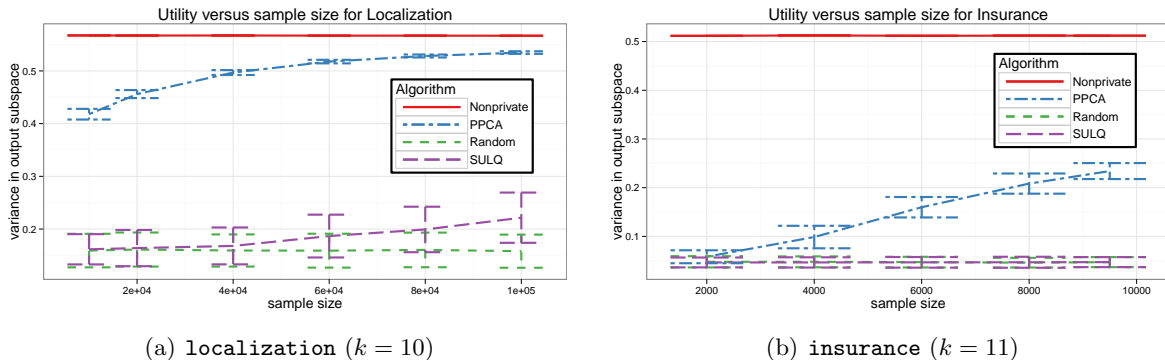 Utility versus sample size for Localization
variance in output subspace
0.5
0.4
0.3
0.2
Algorithm
Nonprivate
PPCA
Random
SULQ
2e+04
4e+04
6e+04
8e+04
1e+05
sample size
(a) localization (k = 10)
Utility versus sample size for Insurance
variance in output subspace
0.5
0.4
0.3
0.2
0.1
Algorithm
Nonprivate
PPCA
Random
SULQ
2000
4000
6000
8000
10000
sample size
(b) insurance (k = 11)